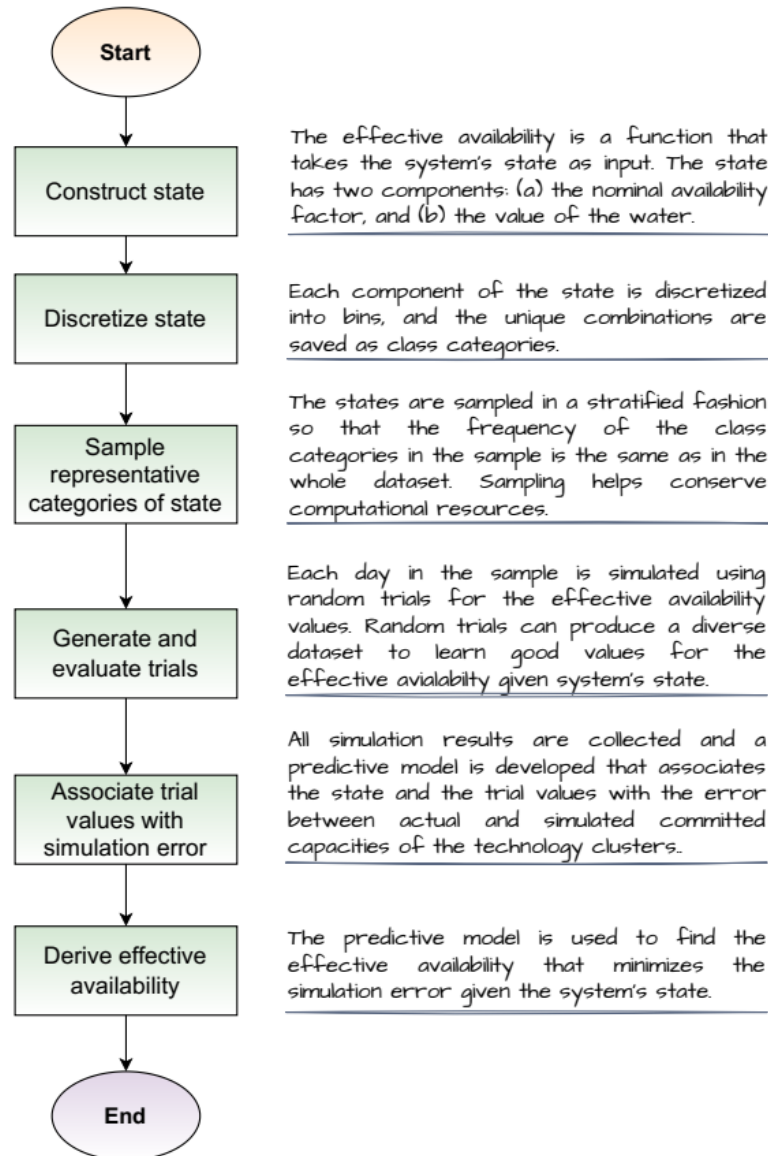 Start
Construct state
The effective availability is a function that
takes the system's state as input. The state
has two components: (a) the nominal availability
factor, and (b) the value of the water.
Discretize state
Each component of the state is discretized
into bins, and the unique combinations are
saved as class categories.
Sample
representative
categories of state
The states are sampled in a stratified fashion
so that the frequency of the class
categories in the sample is the same as in the
whole dataset. Sampling helps conserve
computational resources.
Generate and
evaluate trials
Each day in the sample is simulated using
random trials for the effective availability
values. Random trials can produce a diverse
dataset to learn good values for the
effective avialabilty given system's state.
Associate trial
values with
simulation error
All simulation results are collected and a
predictive model is developed that associates
the state and the trial values with the error
between actual and simulated committed
capacities of the technology clusters..
Derive effective
availability
The predictive model is used to find the
effective availability that minimizes the
simulation error given the system's state.
End